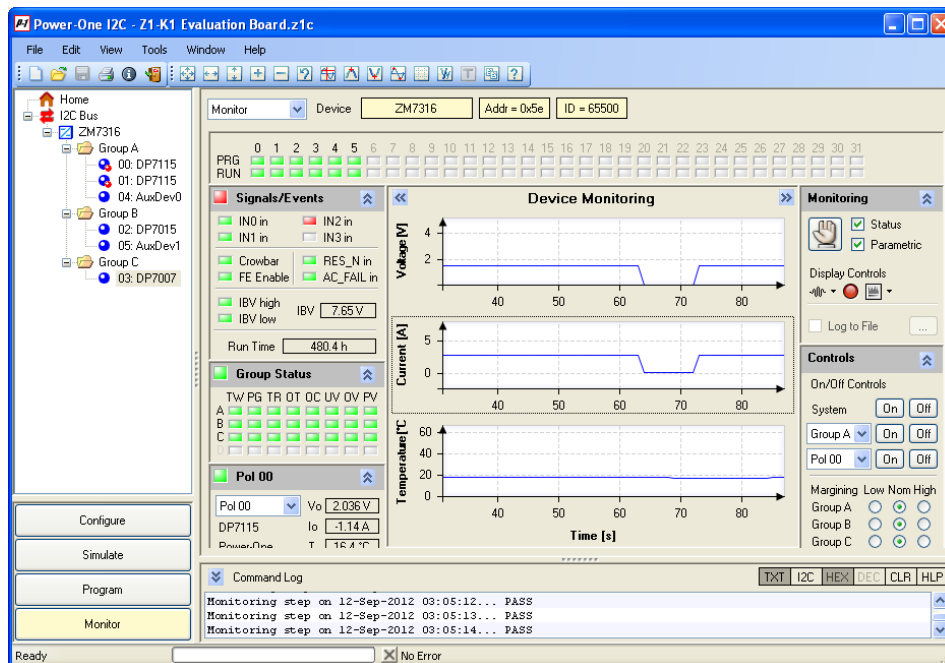 Power-One I2C - Z1-K1 Evaluation Board.z1c
File Edit View Tools Window Help
Home
I2C Bus
ZM7316
Group A
00: DP7115
01: DP7115
04: AuxDev0
Group B
02: DP7015
05: AuxDev1
Group C
03: DP7007
Configure
Simulate
Program
Monitor
Monitor Device ZM7316 Addr = 0x5e ID = 65500
0 1 2 3 4 5 6 7 8 9 10 11 12 13 14 15 16 17 18 19 20 21 22 23 24 25 26 27 28 29 30 31
PRG
RUN
Signals/Events
IN0 in IN2 in
IN1 in IN3 in
Crowbar RES_N in
FE Enable AC_FAIL in
IBV high
IBV low
IBV 7.65 V
Run Time 480.4 h
Group Status
TW PG TR OT OC UV OV PV
A
B
C
D
Pol 00
Pol 00 Vo 2.036 V
DP7115 Io -1.14 A
Power-One T 16.4 °C
Device Monitoring
Voltage [V]
4
2
40 50 60 70 80
Current [A]
5
0
40 50 60 70 80
Temperature [°C
60
40
20
0
40 50 60 70 80
Time [s]
Monitoring
Status
Parametric
Display Controls
Log to File ...
Controls
On/Off Controls
System On Off
Group A On Off
Pol 00 On Off
Margining Low Nom High
Group A
Group B
Group C
Command Log TXT I2C HEX DEC CLR HLP
Monitoring step on 12-Sep-2012 03:05:12... PASS
Monitoring step on 12-Sep-2012 03:05:13... PASS
Monitoring step on 12-Sep-2012 03:05:14... PASS
Ready No Error